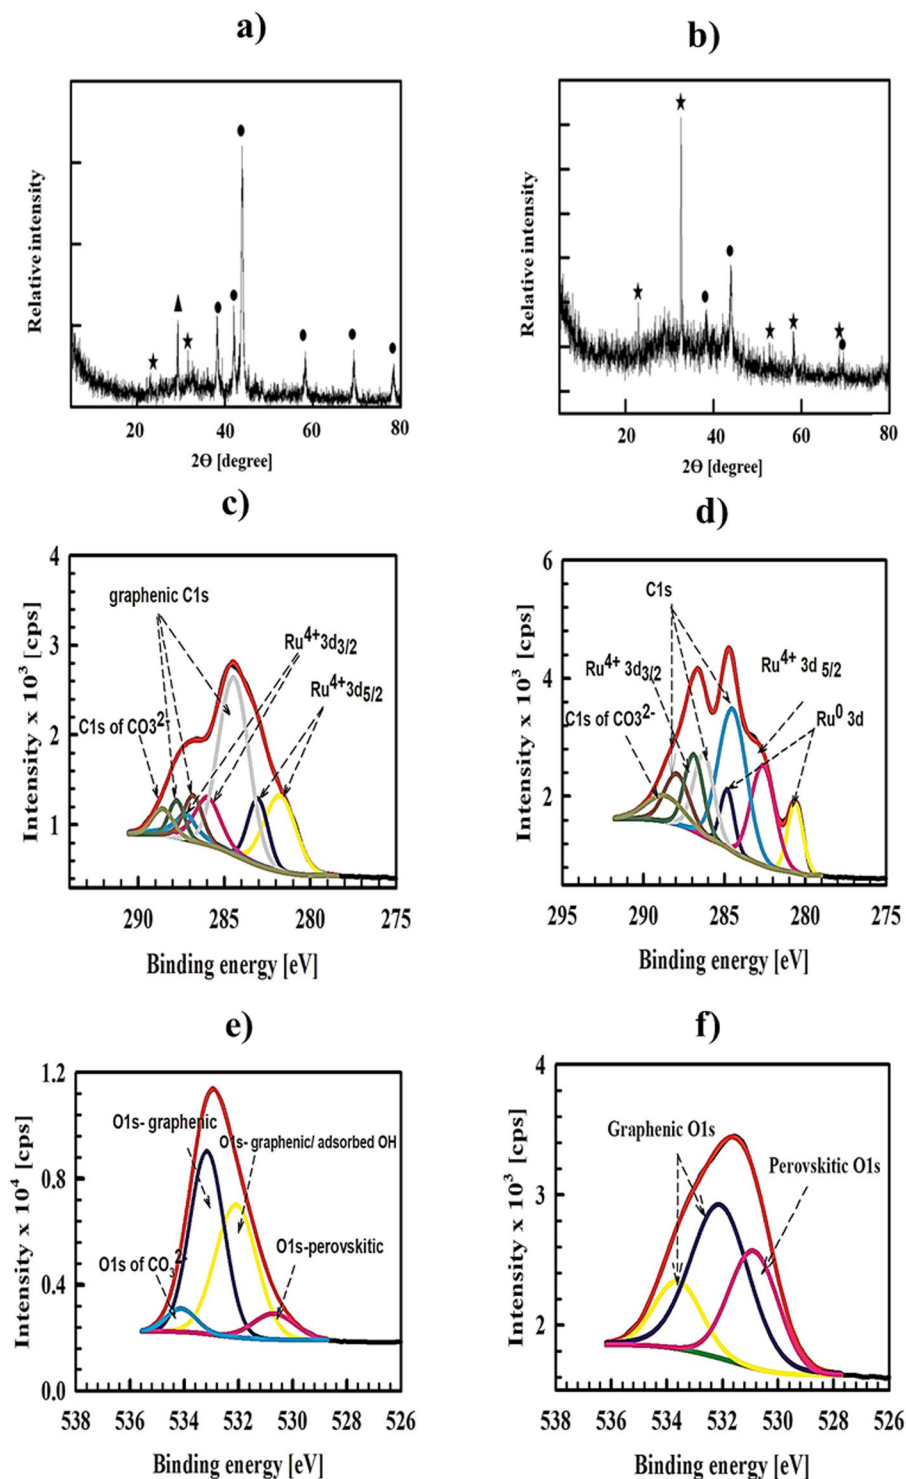 a)
Relative intensity
20 40 60 80
2Θ [degree]
b)
Relative intensity
20 40 60 80
2Θ [degree]
c)
4
3
2
1
Intensity x 10³ [cps]
graphenic C1s
Ru⁴⁺3d₃/₂
Ru⁴⁺3d₅/₂
C1s of CO3²⁻
290 285 280 275
Binding energy [eV]
d)
6
4
2
Intensity x 10³ [cps]
C1s
Ru⁴⁺ 3d₃/₂
Ru⁴⁺ 3d ₅/₂
C1s of CO3²⁻
Ru⁰ 3d
295 290 285 280 275
Binding energy [eV]
e)
1.2
0.8
0.4
0.0
Intensity x 10⁴ [cps]
O1s- graphenic
O1s- graphenic/ adsorbed OH
O1s of CO₃²⁻
O1s-perovskitic
538 536 534 532 530 528 526
Binding energy [eV]
f)
4
3
2
Intensity x 10³ [cps]
Graphenic O1s
Perovskitic O1s
538 536 534 532 530 528 526
Binding energy [eV]